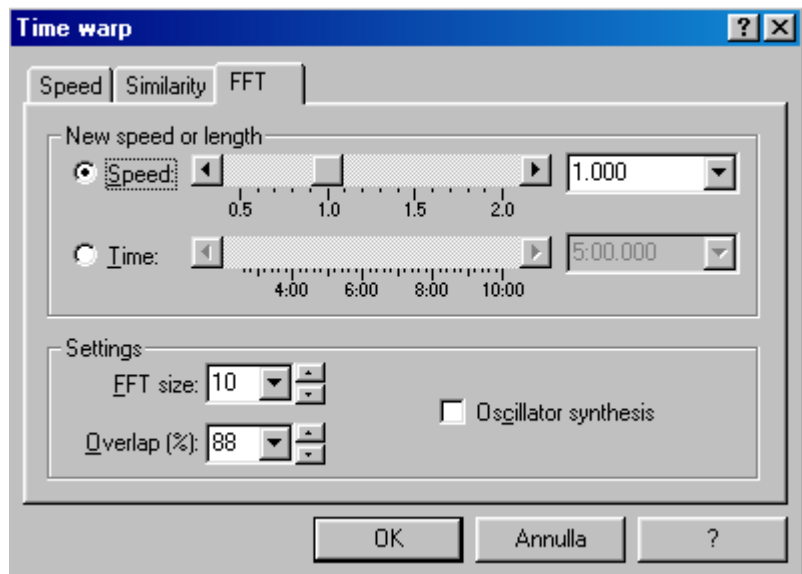 Time warp ? X
Speed Similarity FFT
New speed or length
Speed: 1.000
0.5 1.0 1.5 2.0
Time: 5:00.000
4:00 6:00 8:00 10:00
Settings
FFT size: 10
Oscillator synthesis
Overlap (%): 88
OK Annulla ?